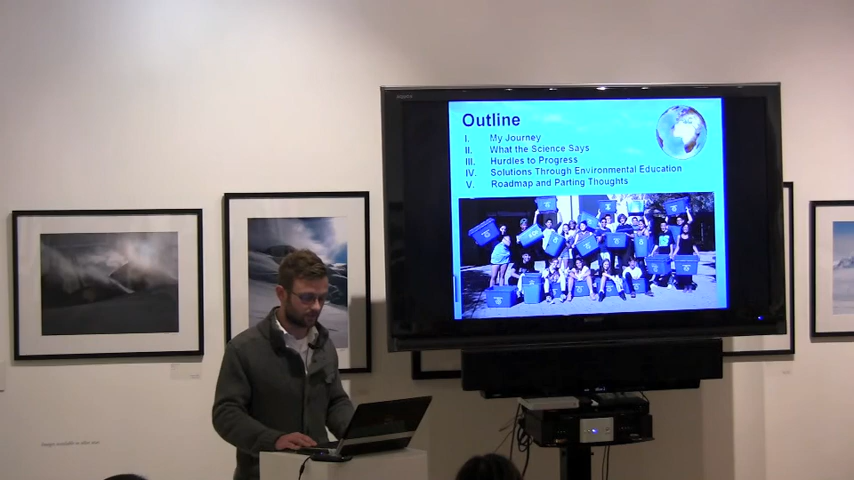 Outline
I. My Journey
II. What the Science Says
III. Hurdles to Progress
IV. Solutions Through Environmental Education
V. Roadmap and Parting Thoughts